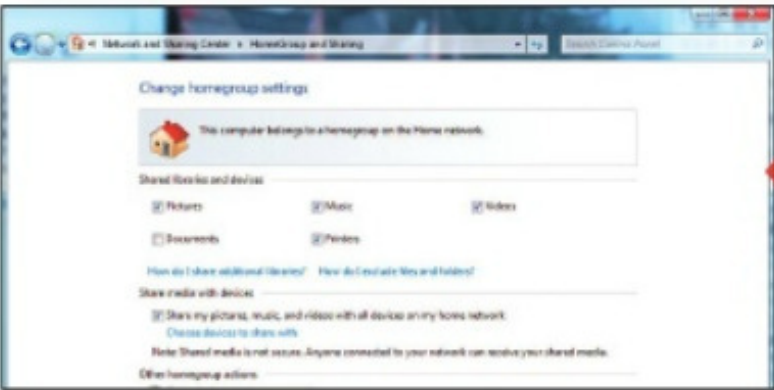 Network and Sharing Center HomeGroup and Sharing Search Control Panel
Change homegroup settings
This computer belongs to a homegroup on the Home network.
Shared libraries and devices
Pictures Music Videos
Documents Printers
How do I share additional libraries? How do I exclude files and folders?
Share media with devices
Share my pictures, music, and videos with all devices on my home network
Choose devices to share with
Note: Shared media is not secure. Anyone connected to your network can receive your shared media.
Other homegroup actions